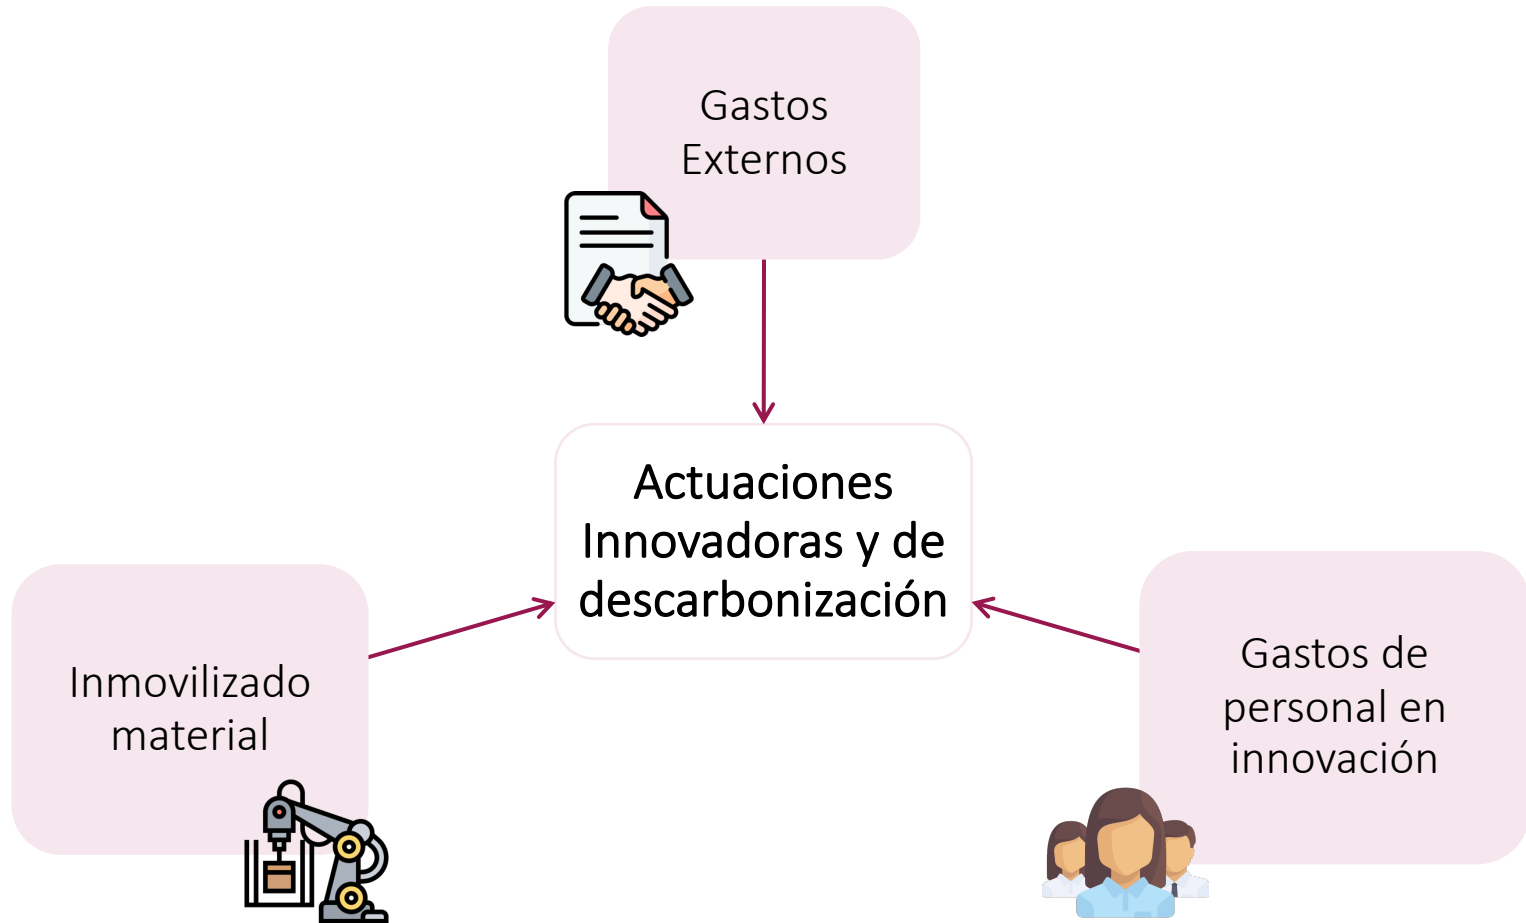 Gastos
Externos
Actuaciones
Innovadoras y de
descarbonización
Inmovilizado
material
Gastos de
personal en
innovación